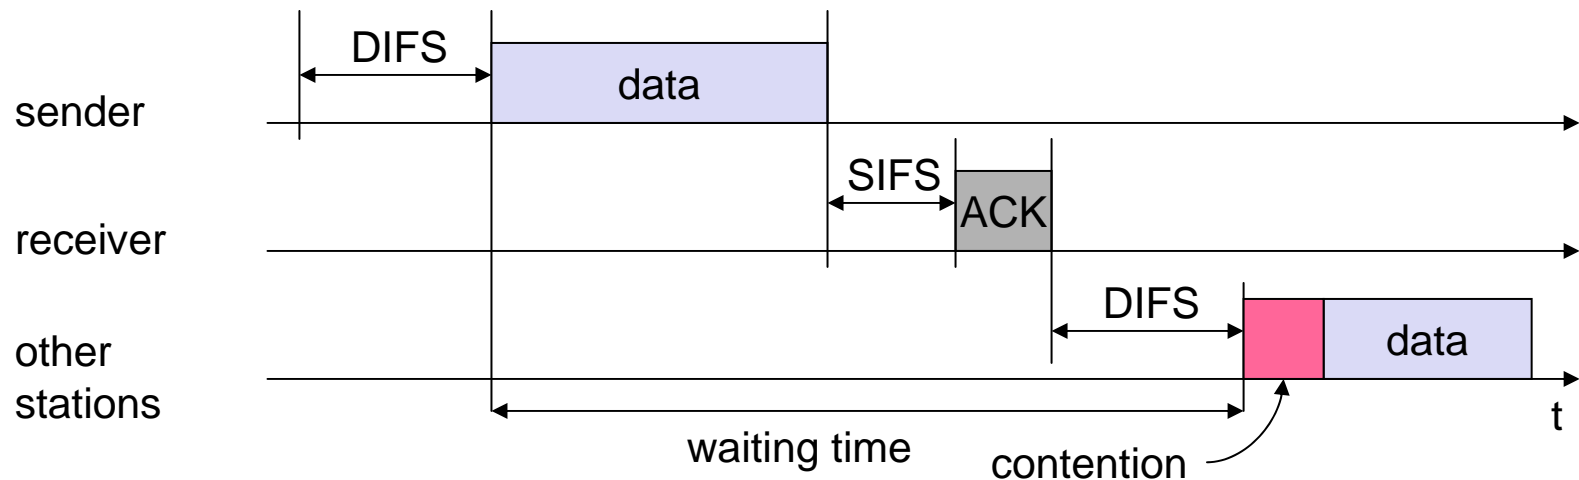 DIFS
data
sender
SIFS
ACK
receiver
DIFS
data
other
stations
t
waiting time
contention